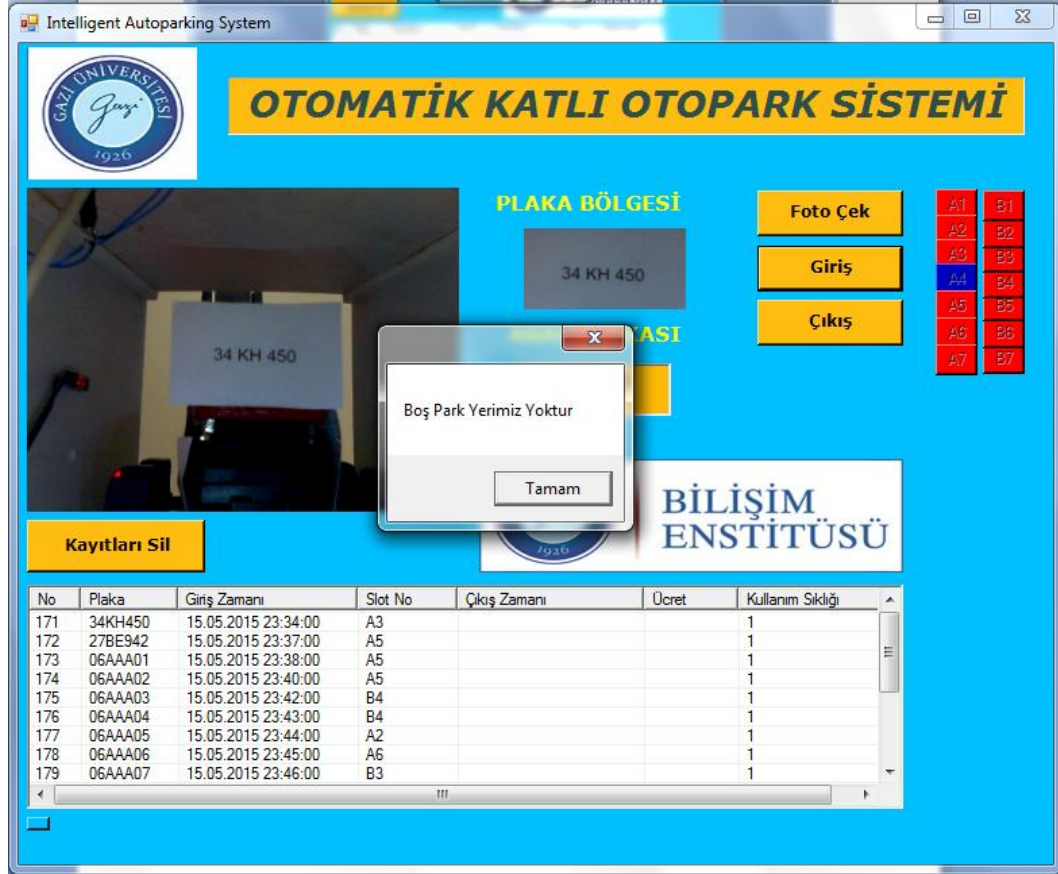 Intelligent Autoparking System
GAZİ ÜNİVERSİTESİ
Gazi
1926
OTOMATİK KATLI OTOPARK SİSTEMİ
34 KH 450
PLAKA BÖLGESİ
34 KH 450
Foto Çek
Giriş
Çıkış
A1 B1
A2 B2
A3 B3
A4 B4
A5 B5
A6 B6
A7 B7
Boş Park Yerimiz Yoktur
Tamam
1926
BİLİŞİM
ENSTİTÜSÜ
Kayıtları Sil
No Plaka Giriş Zamanı Slot No Çıkış Zamanı Ücret Kullanım Sıklığı
171 34KH450 15.05.2015 23:34:00 A3 1
172 27BE942 15.05.2015 23:37:00 A5 1
173 06AAA01 15.05.2015 23:38:00 A5 1
174 06AAA02 15.05.2015 23:40:00 A5 1
175 06AAA03 15.05.2015 23:42:00 B4 1
176 06AAA04 15.05.2015 23:43:00 B4 1
177 06AAA05 15.05.2015 23:44:00 A2 1
178 06AAA06 15.05.2015 23:45:00 A6 1
179 06AAA07 15.05.2015 23:46:00 B3 1